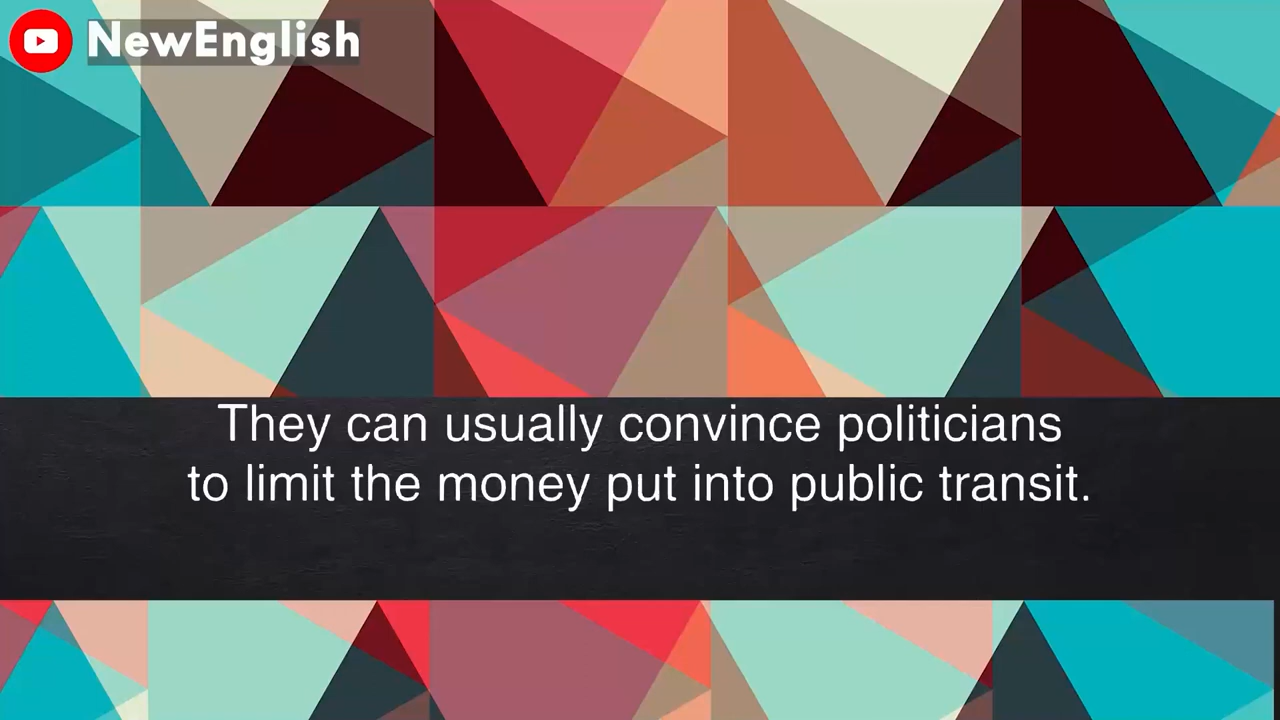 NewEnglish
They can usually convince politicians
to limit the money put into public transit.